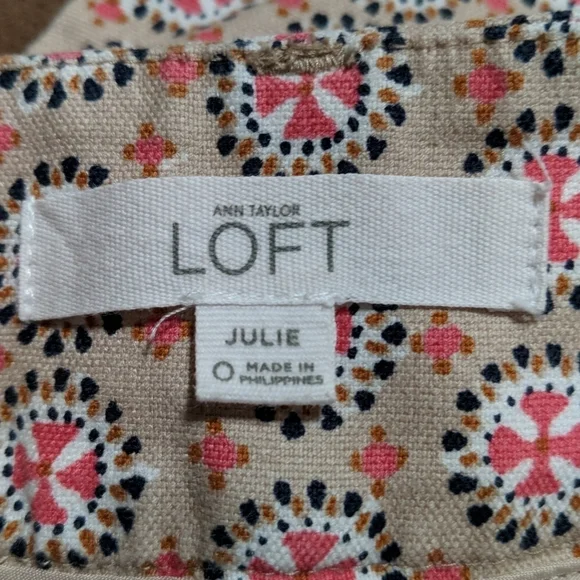 ANN TAYLOR
LOFT
JULIE
0 MADE IN
PHILIPPINES